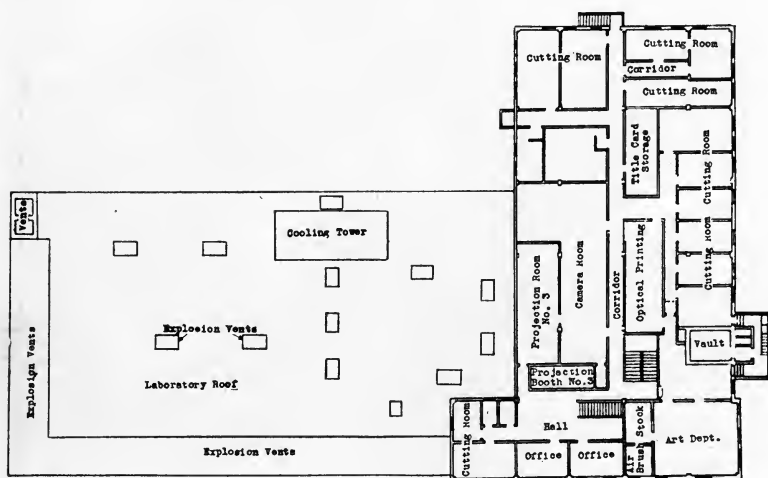 Cutting Room
Cutting Room
Corridor
Cutting Room
Title Card
Storage
Cutting Room
Vents
Cooling Tower
Projection Room
No. 3
Camera Room
Corridor
Optical Printing
Cutting Room
Explosion Vents
Explosion Vents
Vault
Laboratory Roof
Projection
Booth No.3
Cutting Room
Hall
Stock
Art Dept.
Explosion Vents
Office
Office
Air
Brush